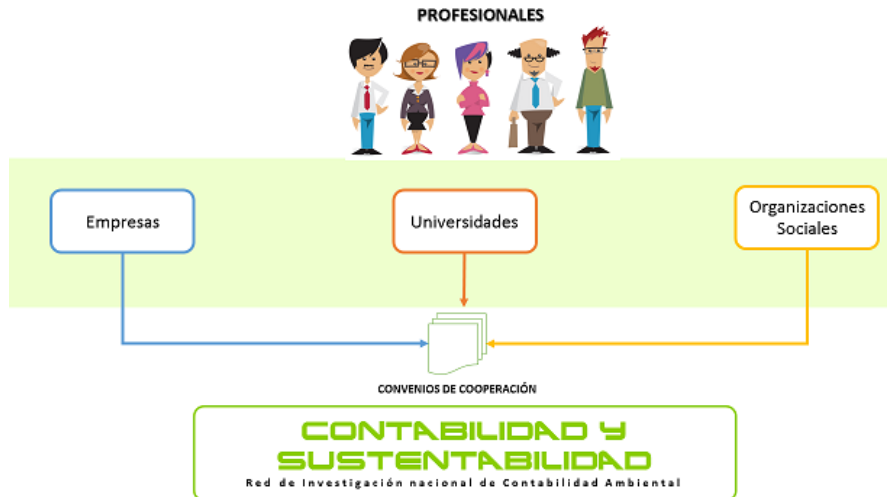 PROFESIONALES
Empresas
Universidades
Organizaciones
Sociales
CONVENIOS DE COOPERACIÓN
CONTABILIDAD Y
SUSTENTABILIDAD
Red de Investigación nacional de Contabilidad Ambiental